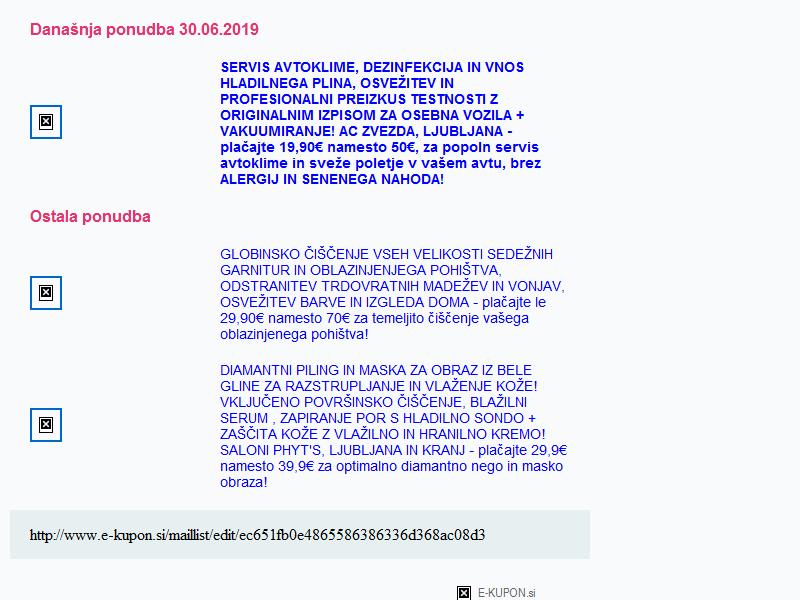 Današnja ponudba 30.06.2019
SERVIS AVTOKLIME, DEZINFEKCIJA IN VNOS
HLADILNEGA PLINA, OSVEŽITEV IN
PROFESIONALNI PREIZKUS TESTNOSTI Z
ORIGINALNIM IZPISOM ZA OSEBNA VOZILA +
VAKUUMIRANJE! AC ZVEZDA, LJUBLJANA -
plačajte 19,90€ namesto 50€, za popoln servis
avtoklime in sveže poletje v vašem avtu, brez
ALERGIJ IN SENENEGA NAHODA!
Ostala ponudba
GLOBINSKO ČIŠČENJE VSEH VELIKOSTI SEDEŽNIH
GARNITUR IN OBLAZINJENJEGA POHIŠTVA,
ODSTRANITEV TRDOVRATNIH MADEŽEV IN VONJAV,
OSVEŽITEV BARVE IN IZGLEDA DOMA - plačajte le
29,90€ namesto 70€ za temeljito čiščenje vašega
oblazinjenega pohištva!
DIAMANTNI PILING IN MASKA ZA OBRAZ IZ BELE
GLINE ZA RAZSTRUPLJANJE IN VLAŽENJE KOŽE!
VKLJUČENO POVRŠINSKO ČIŠČENJE, BLAŽILNI
SERUM , ZAPIRANJE POR S HLADILNO SONDO +
ZAŠČITA KOŽE Z VLAŽILNO IN HRANILNO KREMO!
SALONI PHYT'S, LJUBLJANA IN KRANJ - plačajte 29,9€
namesto 39,9€ za optimalno diamantno nego in masko
obraza!
http://www.e-kupon.si/maillist/edit/ec651fb0e4865586386336d368ac08d3
E-KUPON.si